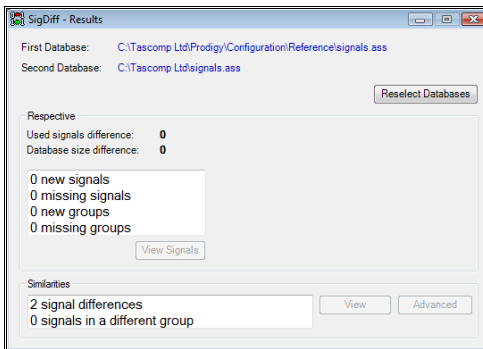 SigDiff - Results
First Database: C:\Tascomp Ltd\Prodigy\Configuration\Reference\signals.ass
Second Database: C:\Tascomp Ltd\signals.ass
Reselect Databases
Respective
Used signals difference: 0
Database size difference: 0
0 new signals
0 missing signals
0 new groups
0 missing groups
View Signals
Similarities
2 signal differences
0 signals in a different group
View
Advanced